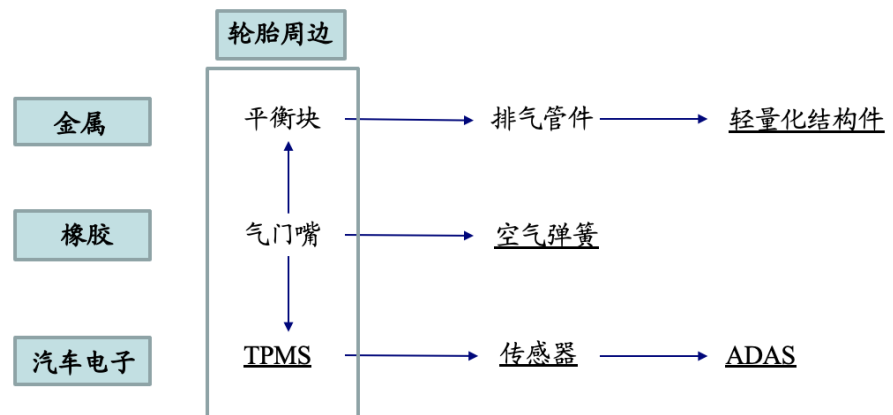 轮胎周边
金属 平衡块 排气管件 轻量化结构件
橡胶 气门嘴 空气弹簧
汽车电子 TPMS 传感器 ADAS